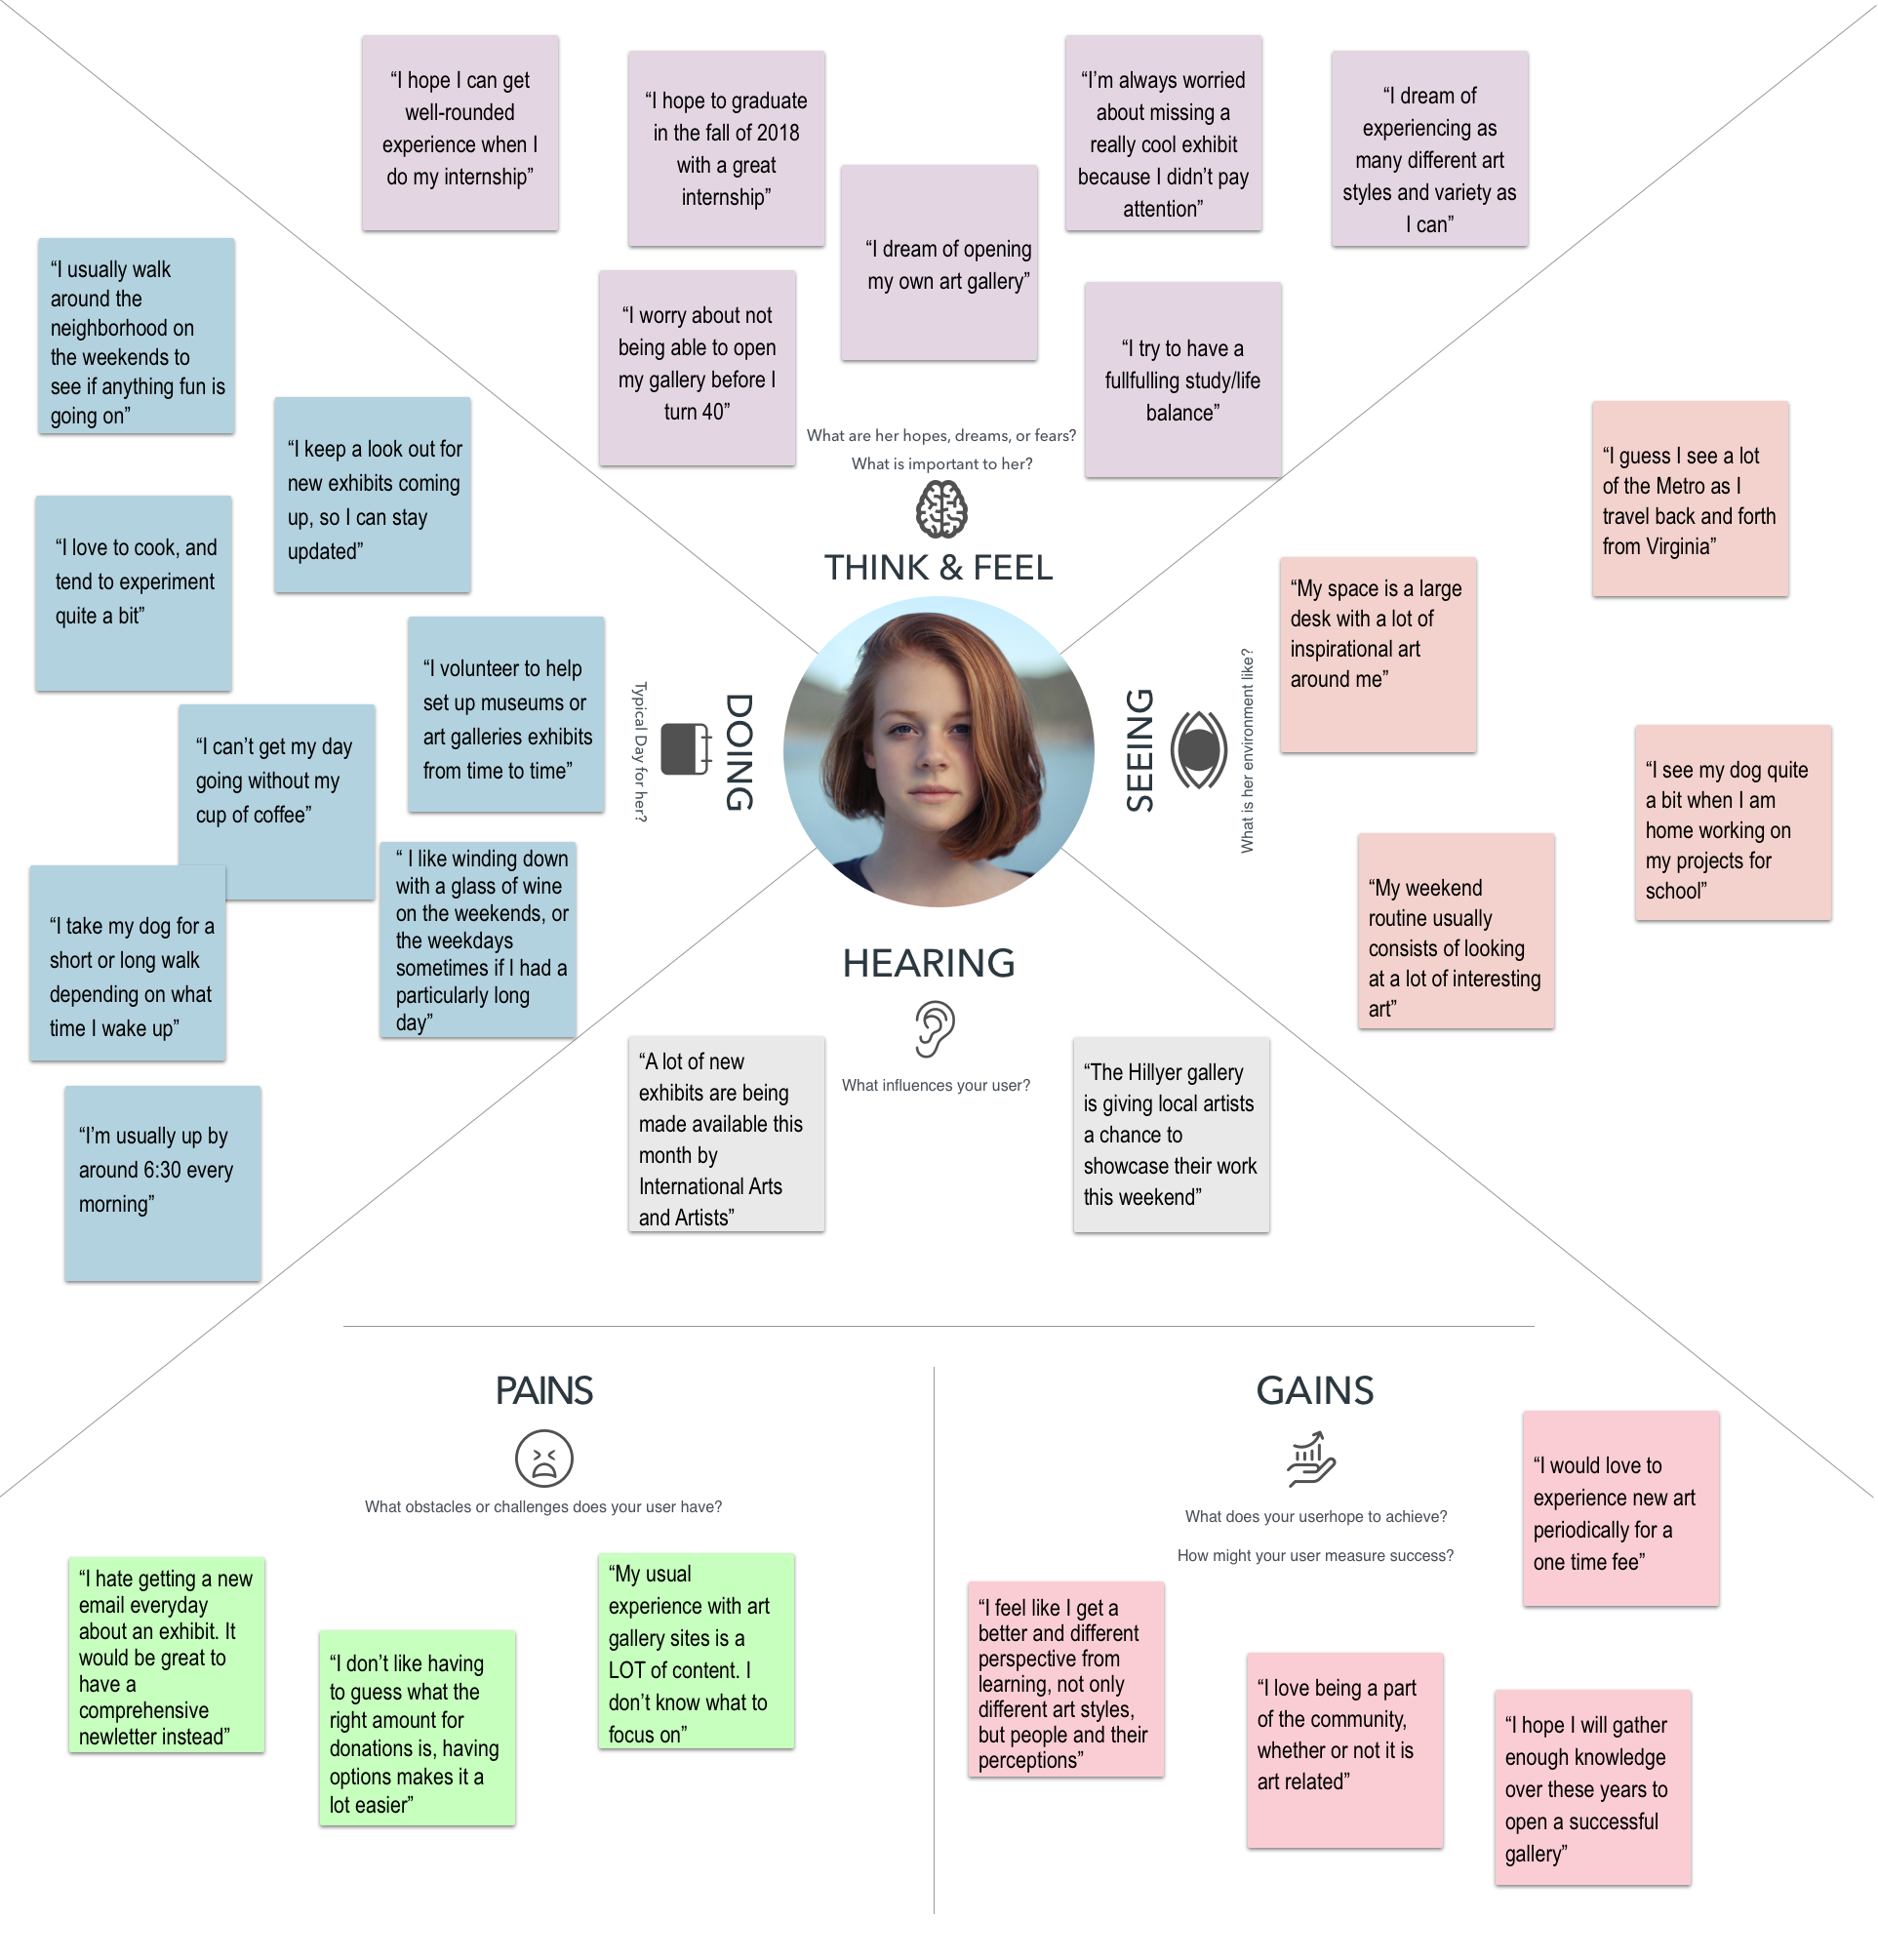 “I hope I can get
well-rounded
experience when I
do my internship”
“I hope to graduate
in the fall of 2018
with a great
internship”
“I dream of opening
my own art gallery”
“I’m always worried
about missing a
really cool exhibit
because I didn’t pay
attention”
“I dream of
experiencing as
many different art
styles and variety as
I can”
“I worry about not
being able to open
my gallery before I
turn 40”
“I try to have a
fullfulling study/life
balance”
What are her hopes, dreams, or fears?
What is important to her?
THINK & FEEL
“I usually walk
around the
neighborhood on
the weekends to
see if anything fun is
going on”
“I keep a look out for
new exhibits coming
up, so I can stay
updated”
“I love to cook, and
tend to experiment
quite a bit”
“I volunteer to help
set up museums or
art galleries exhibits
from time to time”
“I can’t get my day
going without my
cup of coffee”
“ I like winding down
with a glass of wine
on the weekends, or
the weekdays
sometimes if I had a
particularly long
day”
“I take my dog for a
short or long walk
depending on what
time I wake up”
“I’m usually up by
around 6:30 every
morning”
Typical Day for her?
DOING
SEEING
What is her environment like?
“I guess I see a lot
of the Metro as I
travel back and forth
from Virginia”
“My space is a large
desk with a lot of
inspirational art
around me”
“I see my dog quite
a bit when I am
home working on
my projects for
school”
“My weekend
routine usually
consists of looking
at a lot of interesting
art”
HEARING
What influences your user?
“A lot of new
exhibits are being
made available this
month by
International Arts
and Artists”
“The Hillyer gallery
is giving local artists
a chance to
showcase their work
this weekend”
PAINS
What obstacles or challenges does your user have?
“I hate getting a new
email everyday
about an exhibit. It
would be great to
have a
comprehensive
newletter instead”
“I don’t like having
to guess what the
right amount for
donations is, having
options makes it a
lot easier”
“My usual
experience with art
gallery sites is a
LOT of content. I
don’t know what to
focus on”
GAINS
What does your userhope to achieve?
How might your user measure success?
“I would love to
experience new art
periodically for a
one time fee”
“I feel like I get a
better and different
perspective from
learning, not only
different art styles,
but people and their
perceptions”
“I love being a part
of the community,
whether or not it is
art related”
“I hope I will gather
enough knowledge
over these years to
open a successful
gallery”